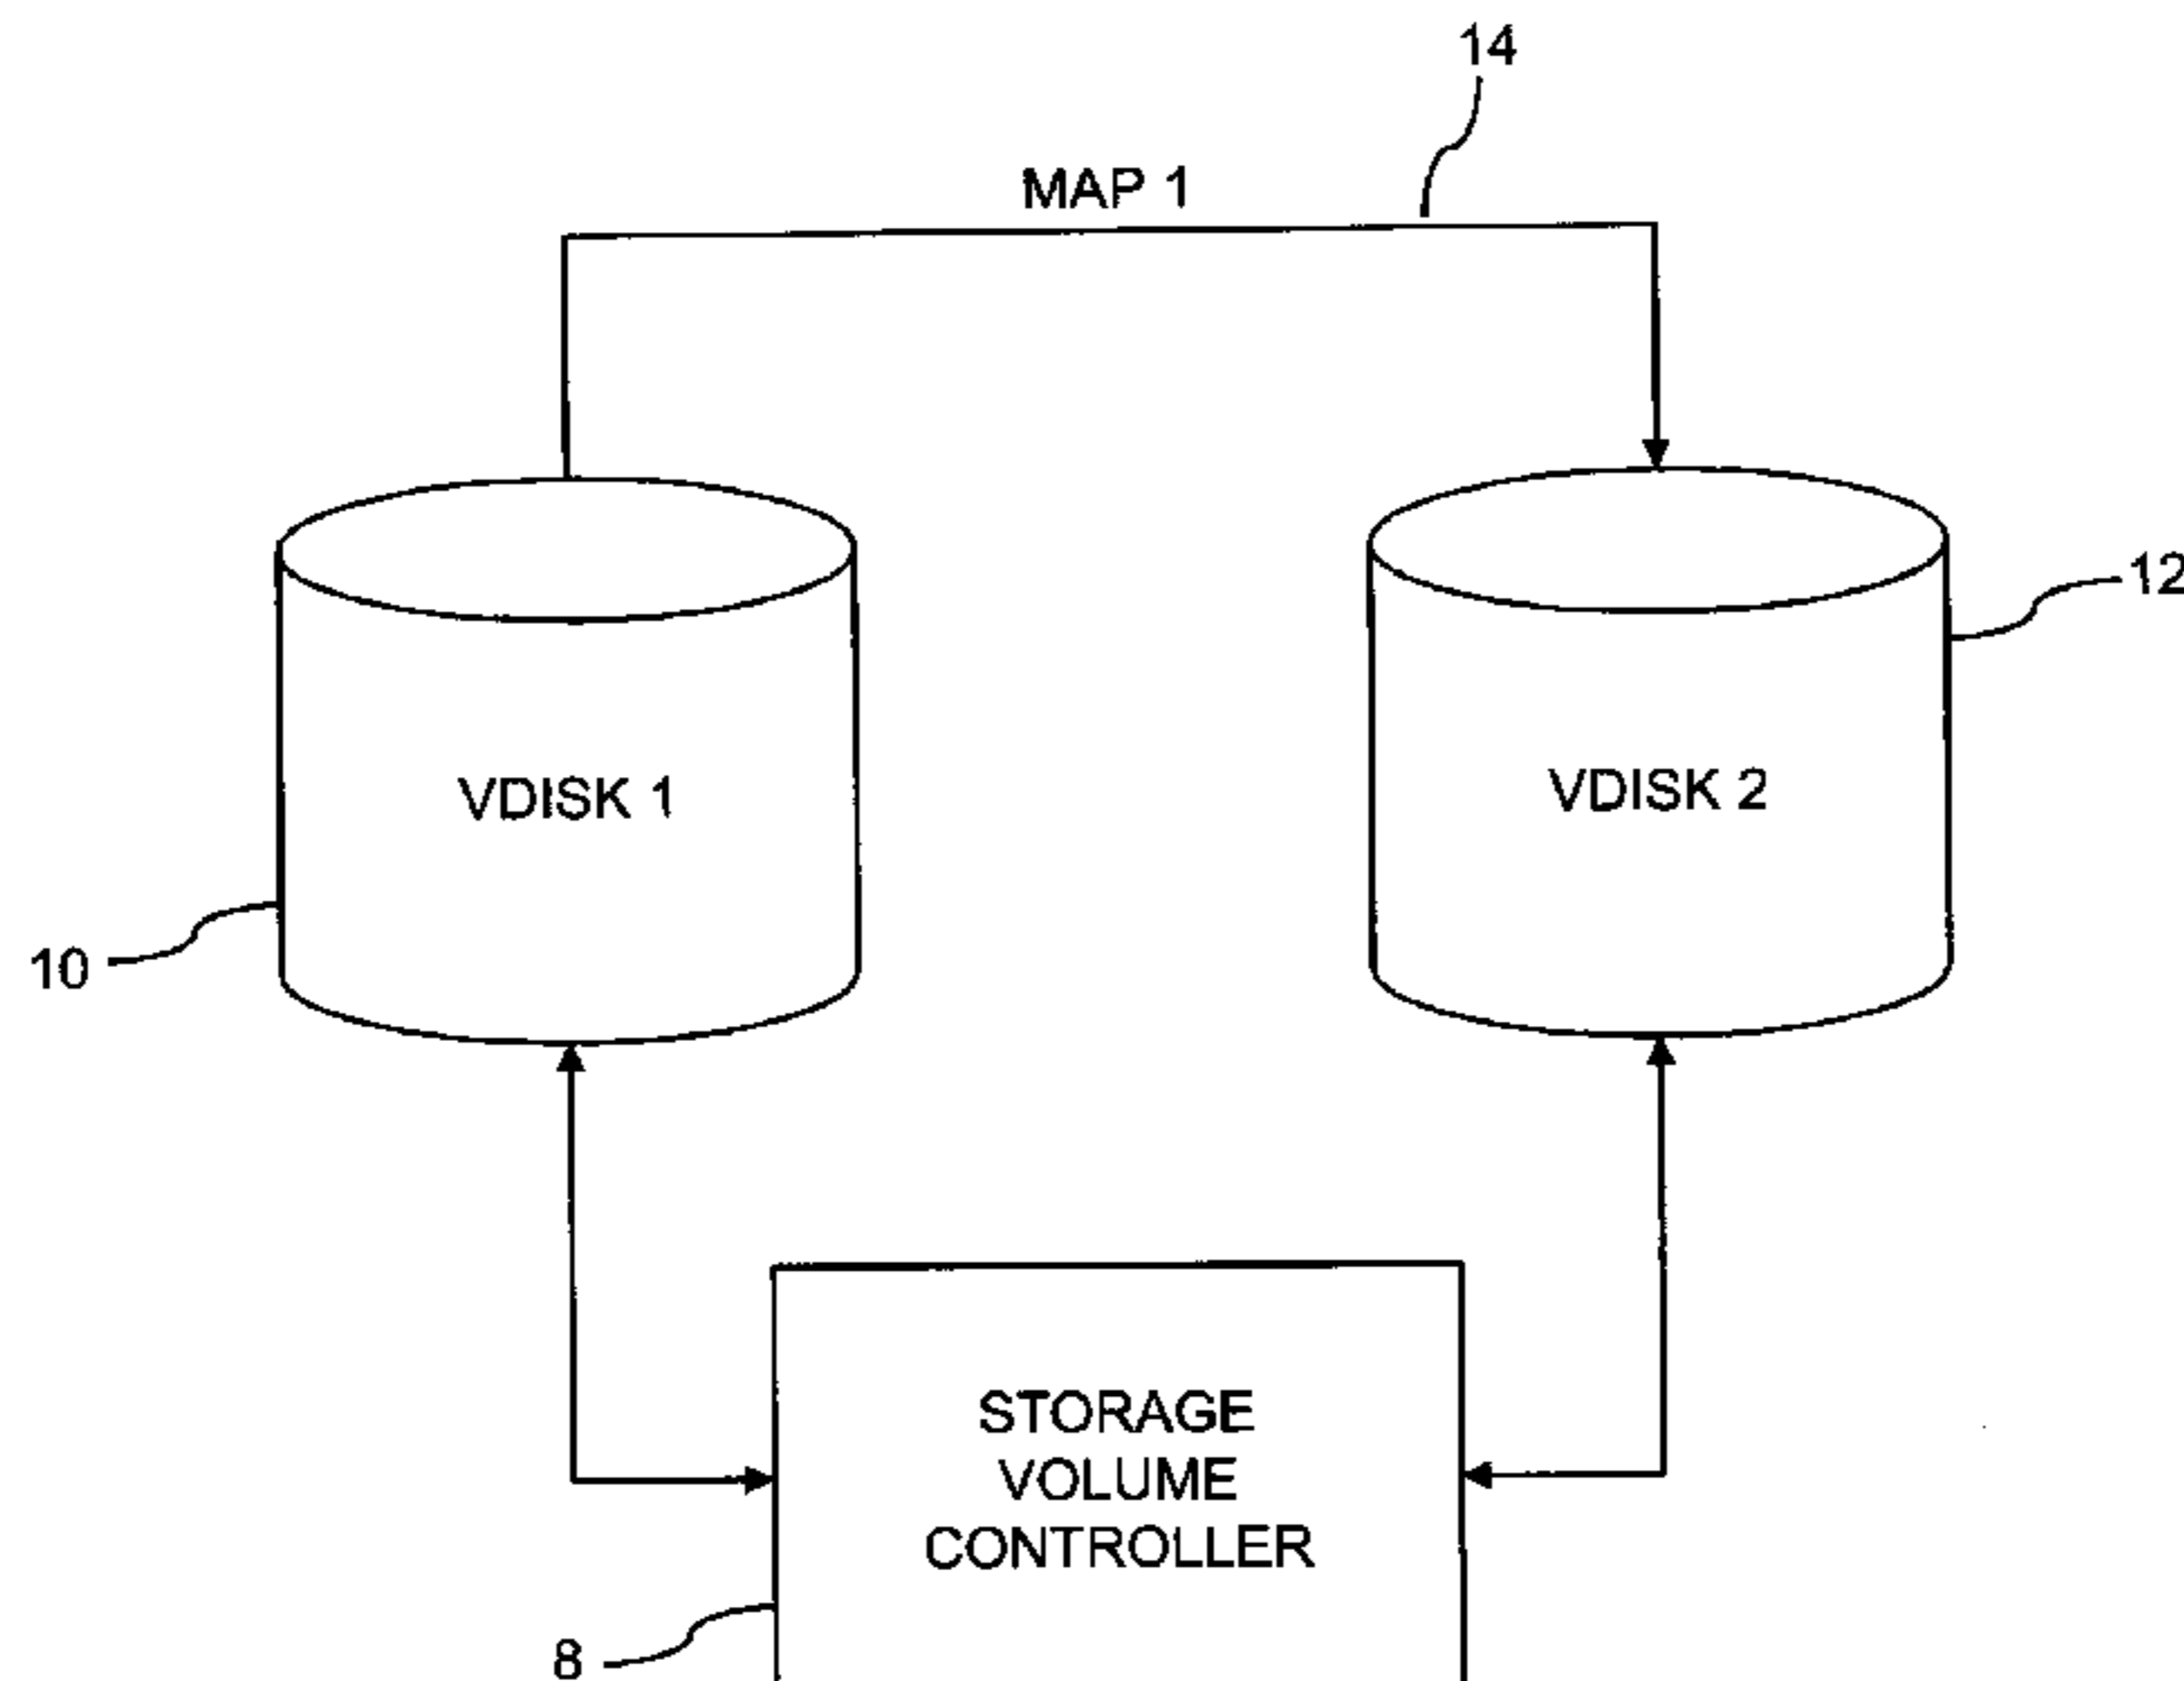 14
MAP 1
12
VDISK 1
VDISK 2
10
STORAGE
VOLUME
CONTROLLER
8